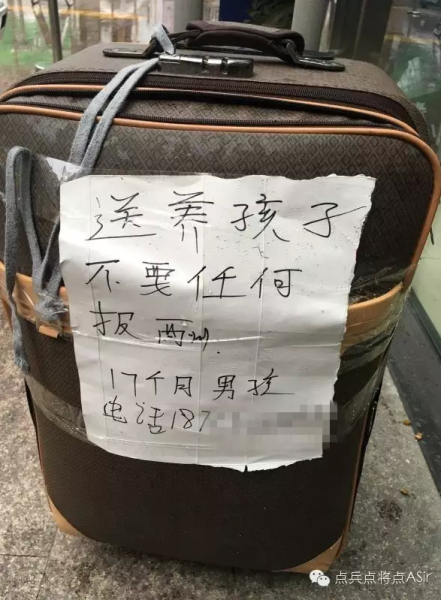 送养孩子
不要任何
报酬.
17个月男孩
电话187
点兵点将点ASir